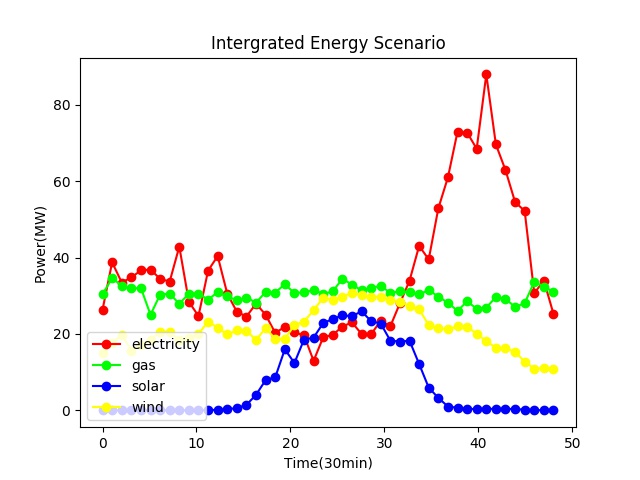 Intergrated Energy Scenario
Power(MW)
80
60
40
20
0
electricity
gas
solar
wind
0 10 20 30 40 50
Time(30min)